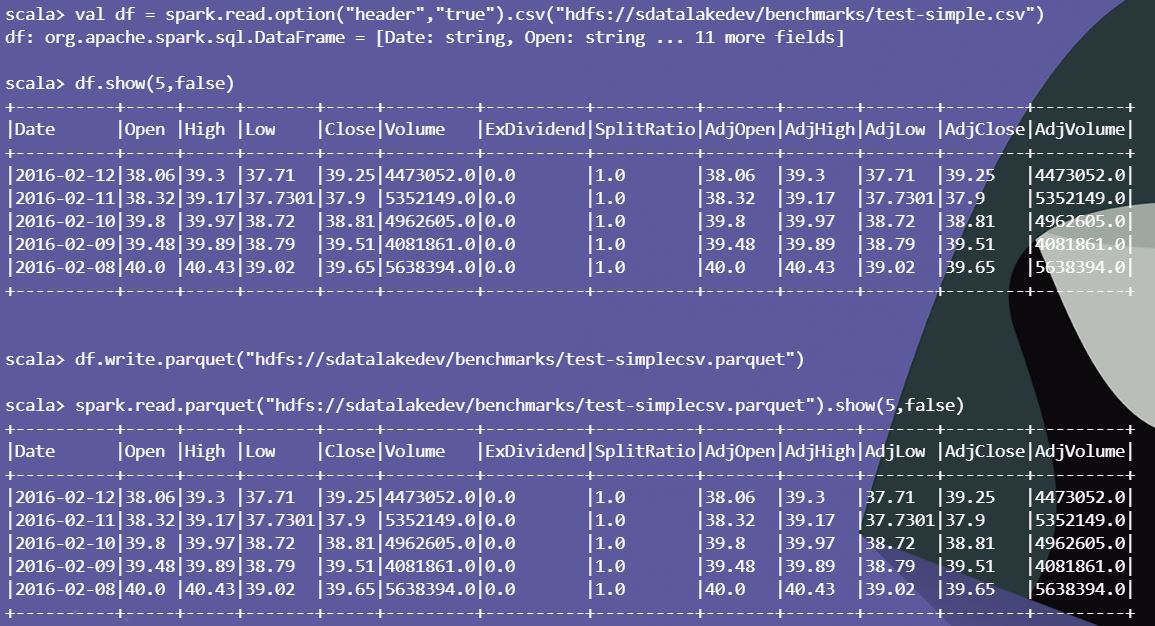 scala> val df = spark.read.option("header","true").csv("hdfs://sdatalakedev/benchmarks/test-simple.csv")
df: org.apache.spark.sql.DataFrame = [Date: string, Open: string ... 11 more fields]
scala> df.show(5,false)
+----------+-----+-----+-------+-----+---------+----------+----------+-------+-------+-------+--------+---------+
|Date      |Open |High |Low    |Close|Volume   |ExDividend|SplitRatio|AdjOpen|AdjHigh|AdjLow |AdjClose|AdjVolume|
+----------+-----+-----+-------+-----+---------+----------+----------+-------+-------+-------+--------+---------+
|2016-02-12|38.06|39.3 |37.71  |39.25|4473052.0|0.0       |1.0       |38.06  |39.3   |37.71  |39.25   |4473052.0|
|2016-02-11|38.32|39.17|37.7301|37.9 |5352149.0|0.0       |1.0       |38.32  |39.17  |37.7301|37.9    |5352149.0|
|2016-02-10|39.8 |39.97|38.72  |38.81|4962605.0|0.0       |1.0       |39.8   |39.97  |38.72  |38.81   |4962605.0|
|2016-02-09|39.48|39.89|38.79  |39.51|4081861.0|0.0       |1.0       |39.48  |39.89  |38.79  |39.51   |4081861.0|
|2016-02-08|40.0 |40.43|39.02  |39.65|5638394.0|0.0       |1.0       |40.0   |40.43  |39.02  |39.65   |5638394.0|
+----------+-----+-----+-------+-----+---------+----------+----------+-------+-------+-------+--------+---------+
scala> df.write.parquet("hdfs://sdatalakedev/benchmarks/test-simplecsv.parquet")
scala> spark.read.parquet("hdfs://sdatalakedev/benchmarks/test-simplecsv.parquet").show(5,false)
+----------+-----+-----+-------+-----+---------+----------+----------+-------+-------+-------+--------+---------+
|Date      |Open |High |Low    |Close|Volume   |ExDividend|SplitRatio|AdjOpen|AdjHigh|AdjLow |AdjClose|AdjVolume|
+----------+-----+-----+-------+-----+---------+----------+----------+-------+-------+-------+--------+---------+
|2016-02-12|38.06|39.3 |37.71  |39.25|4473052.0|0.0       |1.0       |38.06  |39.3   |37.71  |39.25   |4473052.0|
|2016-02-11|38.32|39.17|37.7301|37.9 |5352149.0|0.0       |1.0       |38.32  |39.17  |37.7301|37.9    |5352149.0|
|2016-02-10|39.8 |39.97|38.72  |38.81|4962605.0|0.0       |1.0       |39.8   |39.97  |38.72  |38.81   |4962605.0|
|2016-02-09|39.48|39.89|38.79  |39.51|4081861.0|0.0       |1.0       |39.48  |39.89  |38.79  |39.51   |4081861.0|
|2016-02-08|40.0 |40.43|39.02  |39.65|5638394.0|0.0       |1.0       |40.0   |40.43  |39.02  |39.65   |5638394.0|
+----------+-----+-----+-------+-----+---------+----------+----------+-------+-------+-------+--------+---------+